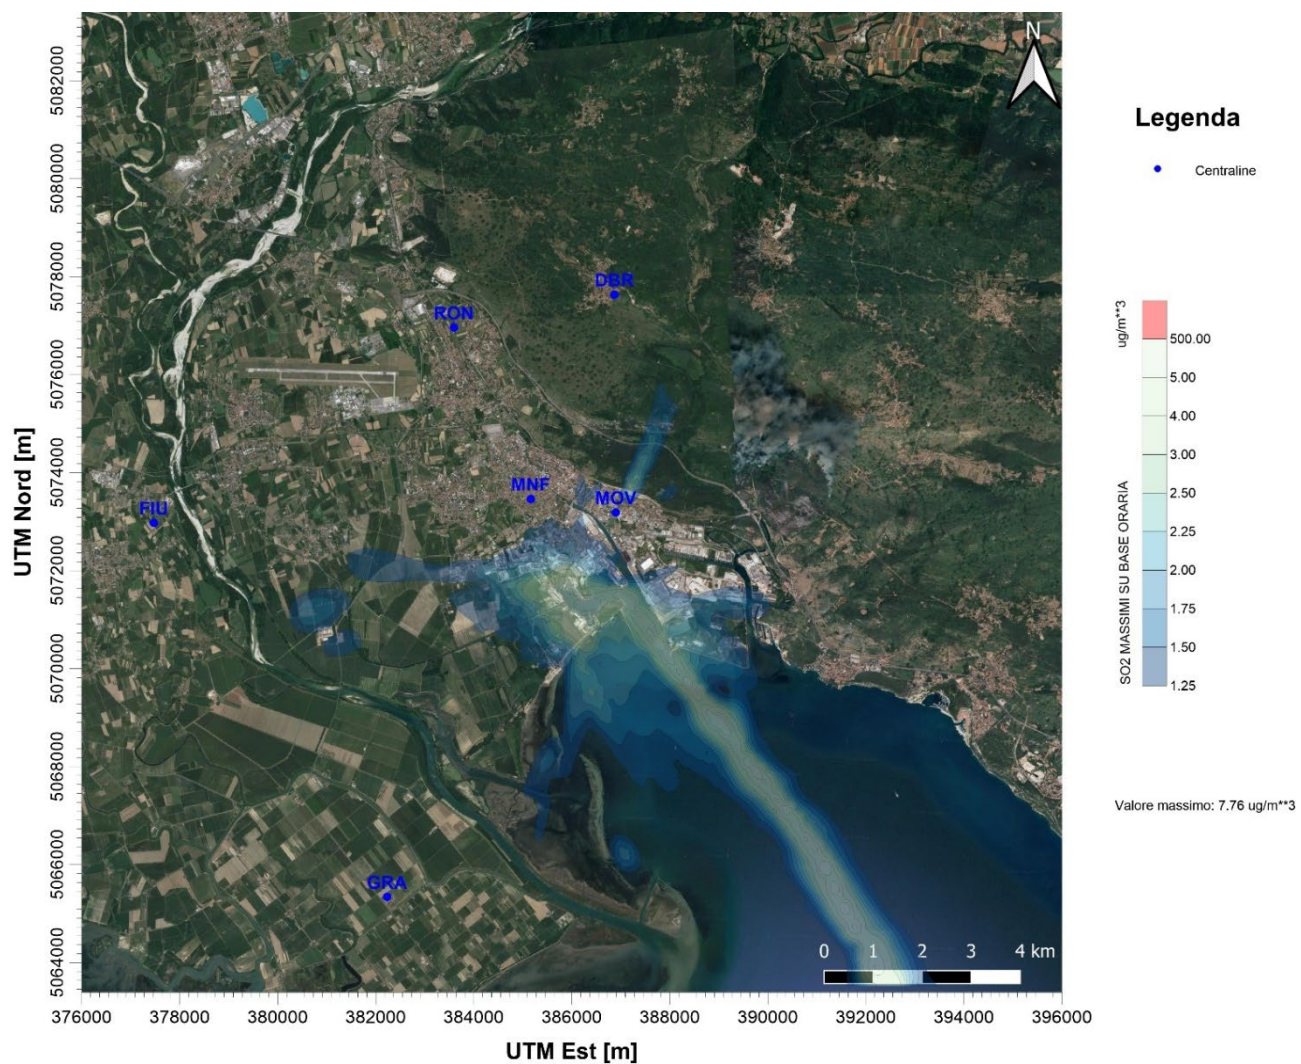 N
Legenda
Centraline
ug/m**3
500.00
5.00
4.00
3.00
2.50
2.25
2.00
1.75
1.50
1.25
SO2 MASSIMI SU BASE ORARIA
Valore massimo: 7.76 ug/m**3
DBR
RON
MNF
MOV
FIU
GRA
0 1 2 3 4 km
UTM Nord [m]
5082000
5080000
5078000
5076000
5074000
5072000
5070000
5068000
5066000
5064000
376000 378000 380000 382000 384000 386000 388000 390000 392000 394000 396000
UTM Est [m]